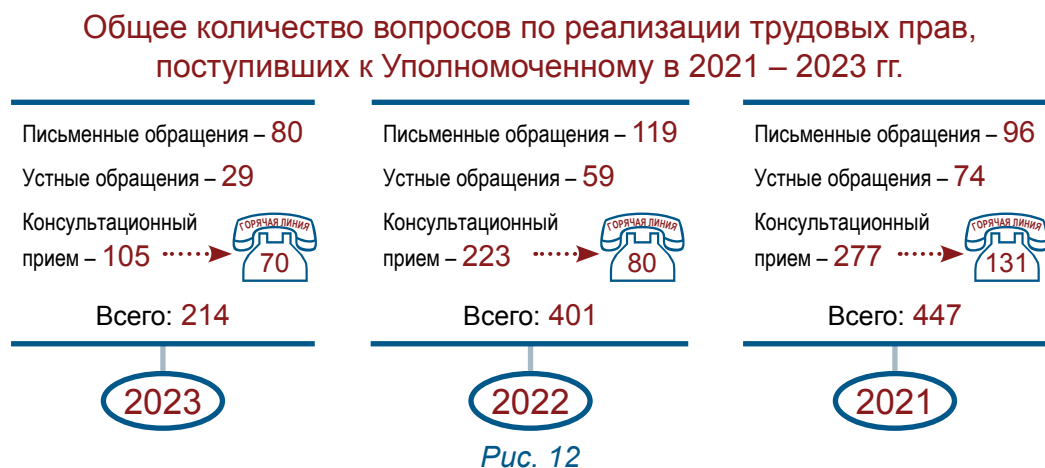 Общее количество вопросов по реализации трудовых прав,
поступивших к Уполномоченному в 2021 – 2023 гг.
Письменные обращения – 80
Устные обращения – 29
Консультационный
прием – 105
ГОРЯЧАЯ ЛИНИЯ
70
Всего: 214
2023
Письменные обращения – 119
Устные обращения – 59
Консультационный
прием – 223
ГОРЯЧАЯ ЛИНИЯ
80
Всего: 401
2022
Письменные обращения – 96
Устные обращения – 74
Консультационный
прием – 277
ГОРЯЧАЯ ЛИНИЯ
131
Всего: 447
2021
Рис. 12